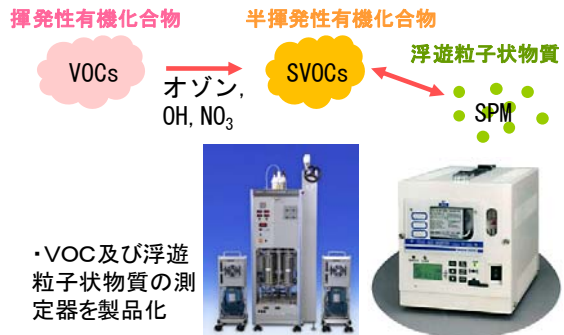 揮発性有機化合物
半揮発性有機化合物
浮遊粒子状物質
VOCs
SVOCs
オゾン,
OH, NO₃
SPM
・VOC及び浮遊
粒子状物質の測
定器を製品化